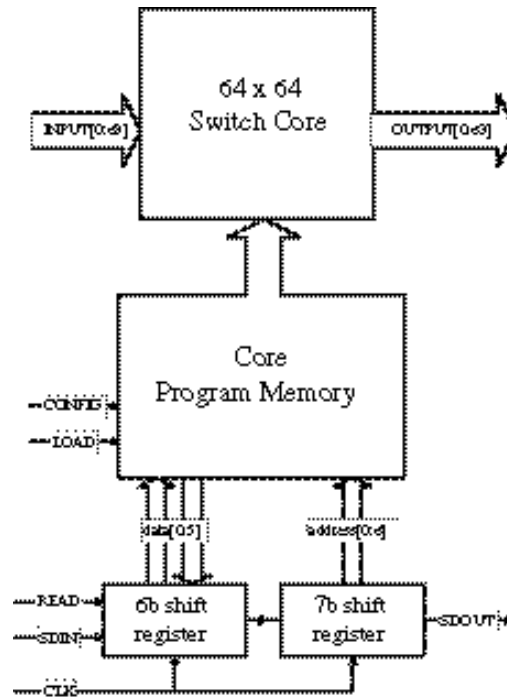 64 x 64
Switch Core
INPUT[0:63]
OUTPUT[0:63]
Core
Program Memory
CONFIG
LOAD
data[0:5]
address[0:6]
READ
SDIN
6b shift
register
7b shift
register
SDOUT
CLK